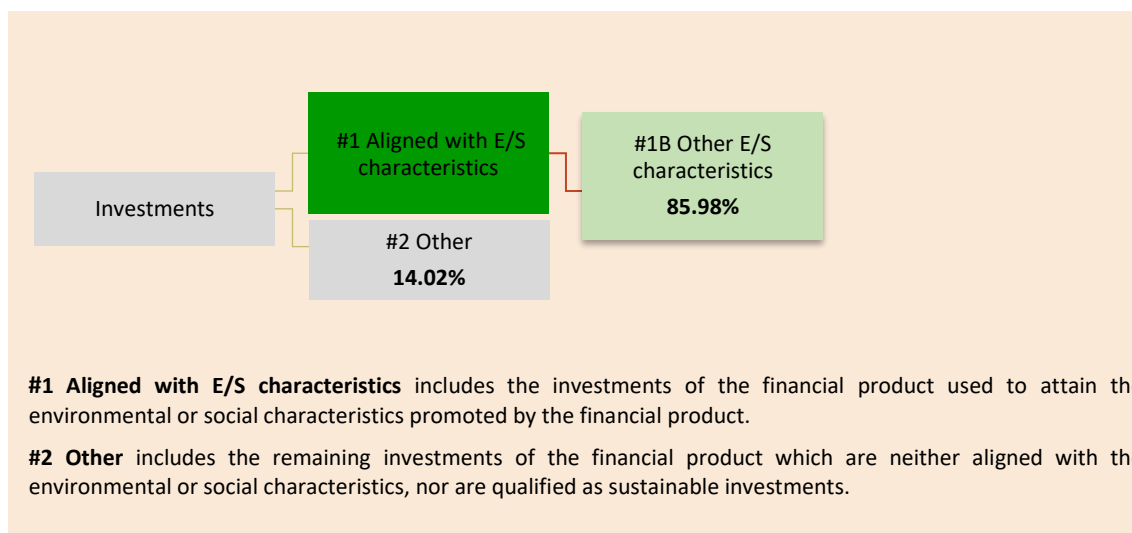 #1 Aligned with E/S
characteristics
#1B Other E/S
characteristics
85.98%
Investments
#2 Other
14.02%
#1 Aligned with E/S characteristics includes the investments of the financial product used to attain th
environmental or social characteristics promoted by the financial product.
#2 Other includes the remaining investments of the financial product which are neither aligned with th
environmental or social characteristics, nor are qualified as sustainable investments.